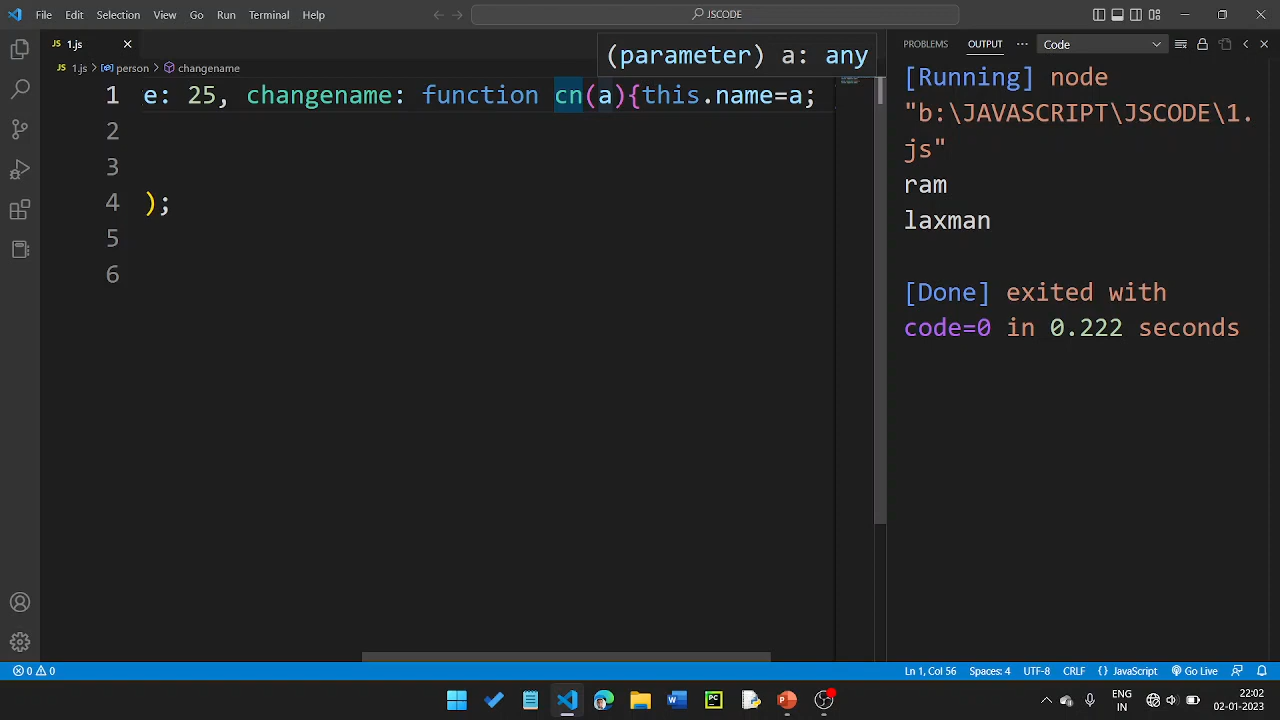 File Edit Selection View Go Run Terminal Help
JSCODE
JS 1.js
JS 1.js person changename
(parameter) a: any
1 e: 25, changename: function cn(a){this.name=a;
2
3
4 );
5
6
PROBLEMS OUTPUT ... Code
[Running] node
"b:\JAVASCRIPT\JSCODE\1.
js"
ram
laxman
[Done] exited with
code=0 in 0.222 seconds
0 0
Ln 1, Col 56 Spaces: 4 UTF-8 CRLF {} JavaScript Go Live
ENG
IN
22:02
02-01-2023